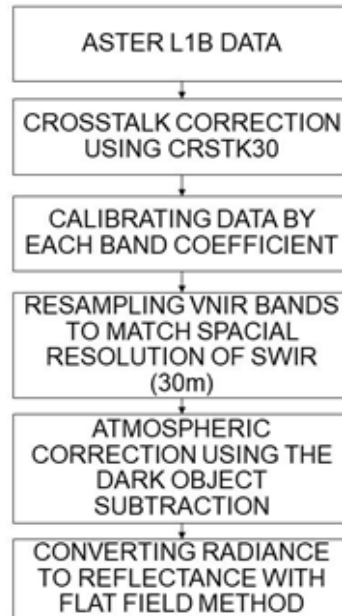 ASTER L1B DATA
CROSSTALK CORRECTION
USING CRSTK30
CALIBRATING DATA BY
EACH BAND COEFFICIENT
RESAMPLING VNIR BANDS
TO MATCH SPACIAL
RESOLUTION OF SWIR
(30m)
ATMOSPHERIC
CORRECTION USING THE
DARK OBJECT
SUBTRACTION
CONVERTING RADIANCE
TO REFLECTANCE WITH
FLAT FIELD METHOD